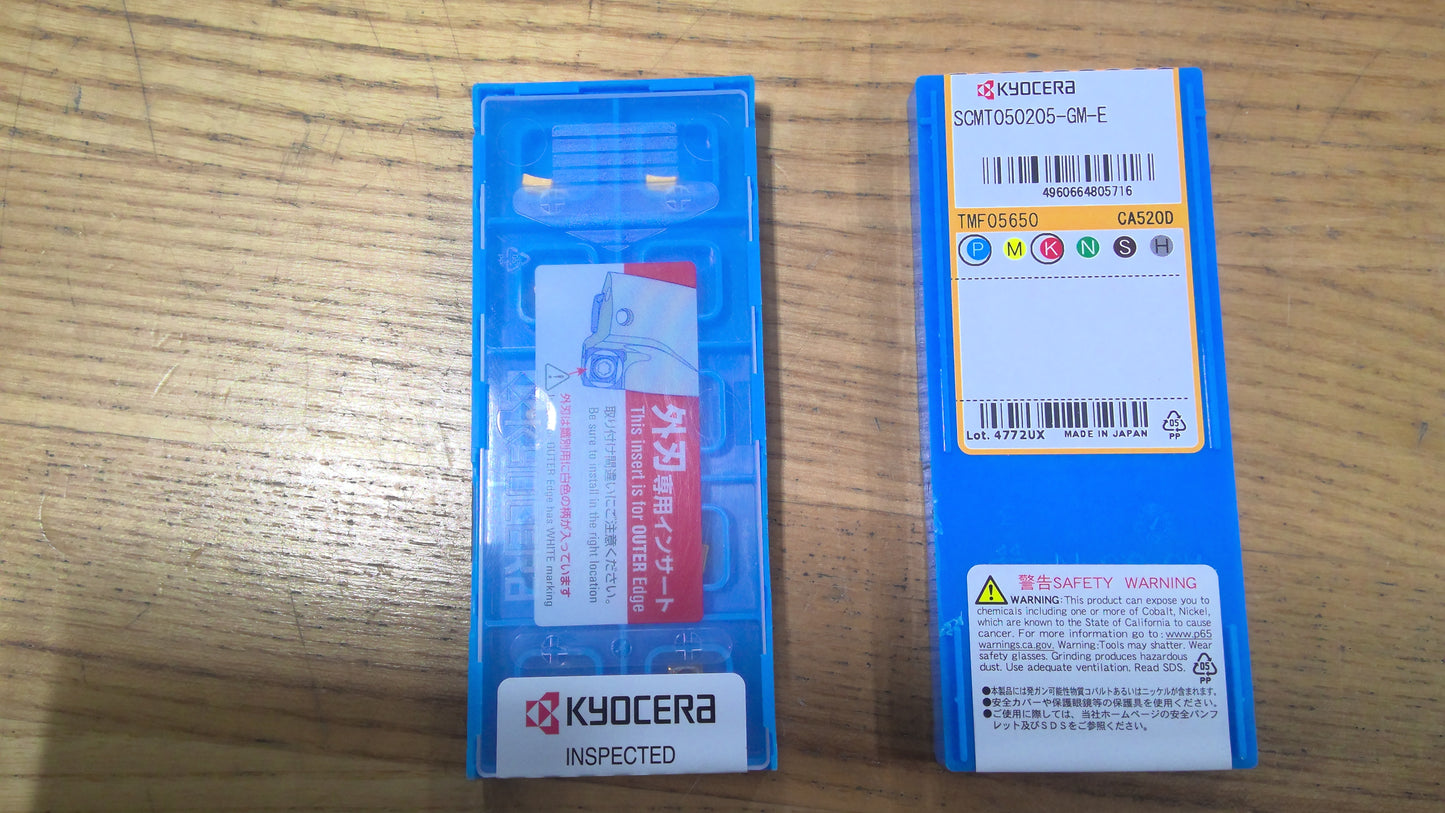 外刃専用インサート
This insert is for OUTER Edge
取り付け間違いにご注意ください。
Be sure to install in the right location
外刃は識別用に白色の柄が入っています
OUTER Edge has WHITE marking
KYOCERA
KYOCERA
INSPECTED
KYOCERA
SCMT050205-GM-E
4960664805716
TMF05650 CA520D
P M K N S H
Lot. 4772UX MADE IN JAPAN
05
PP
警告SAFETY WARNING
WARNING:This product can expose you to
chemicals including one or more of Cobalt, Nickel,
which are known to the State of California to cause
cancer. For more information go to : www.p65
warnings.ca.gov. Warning:Tools may shatter. Wear
safety glasses. Grinding produces hazardous
dust. Use adequate ventilation. Read SDS.
05
PP
●本製品には発ガン可能性物質コバルトあるいはニッケルが含まれます。
●安全カバーや保護眼鏡等の保護具を使用ください。
●ご使用に際しては、当社ホームページの安全パンフ
レット及びSDSをご参照ください。